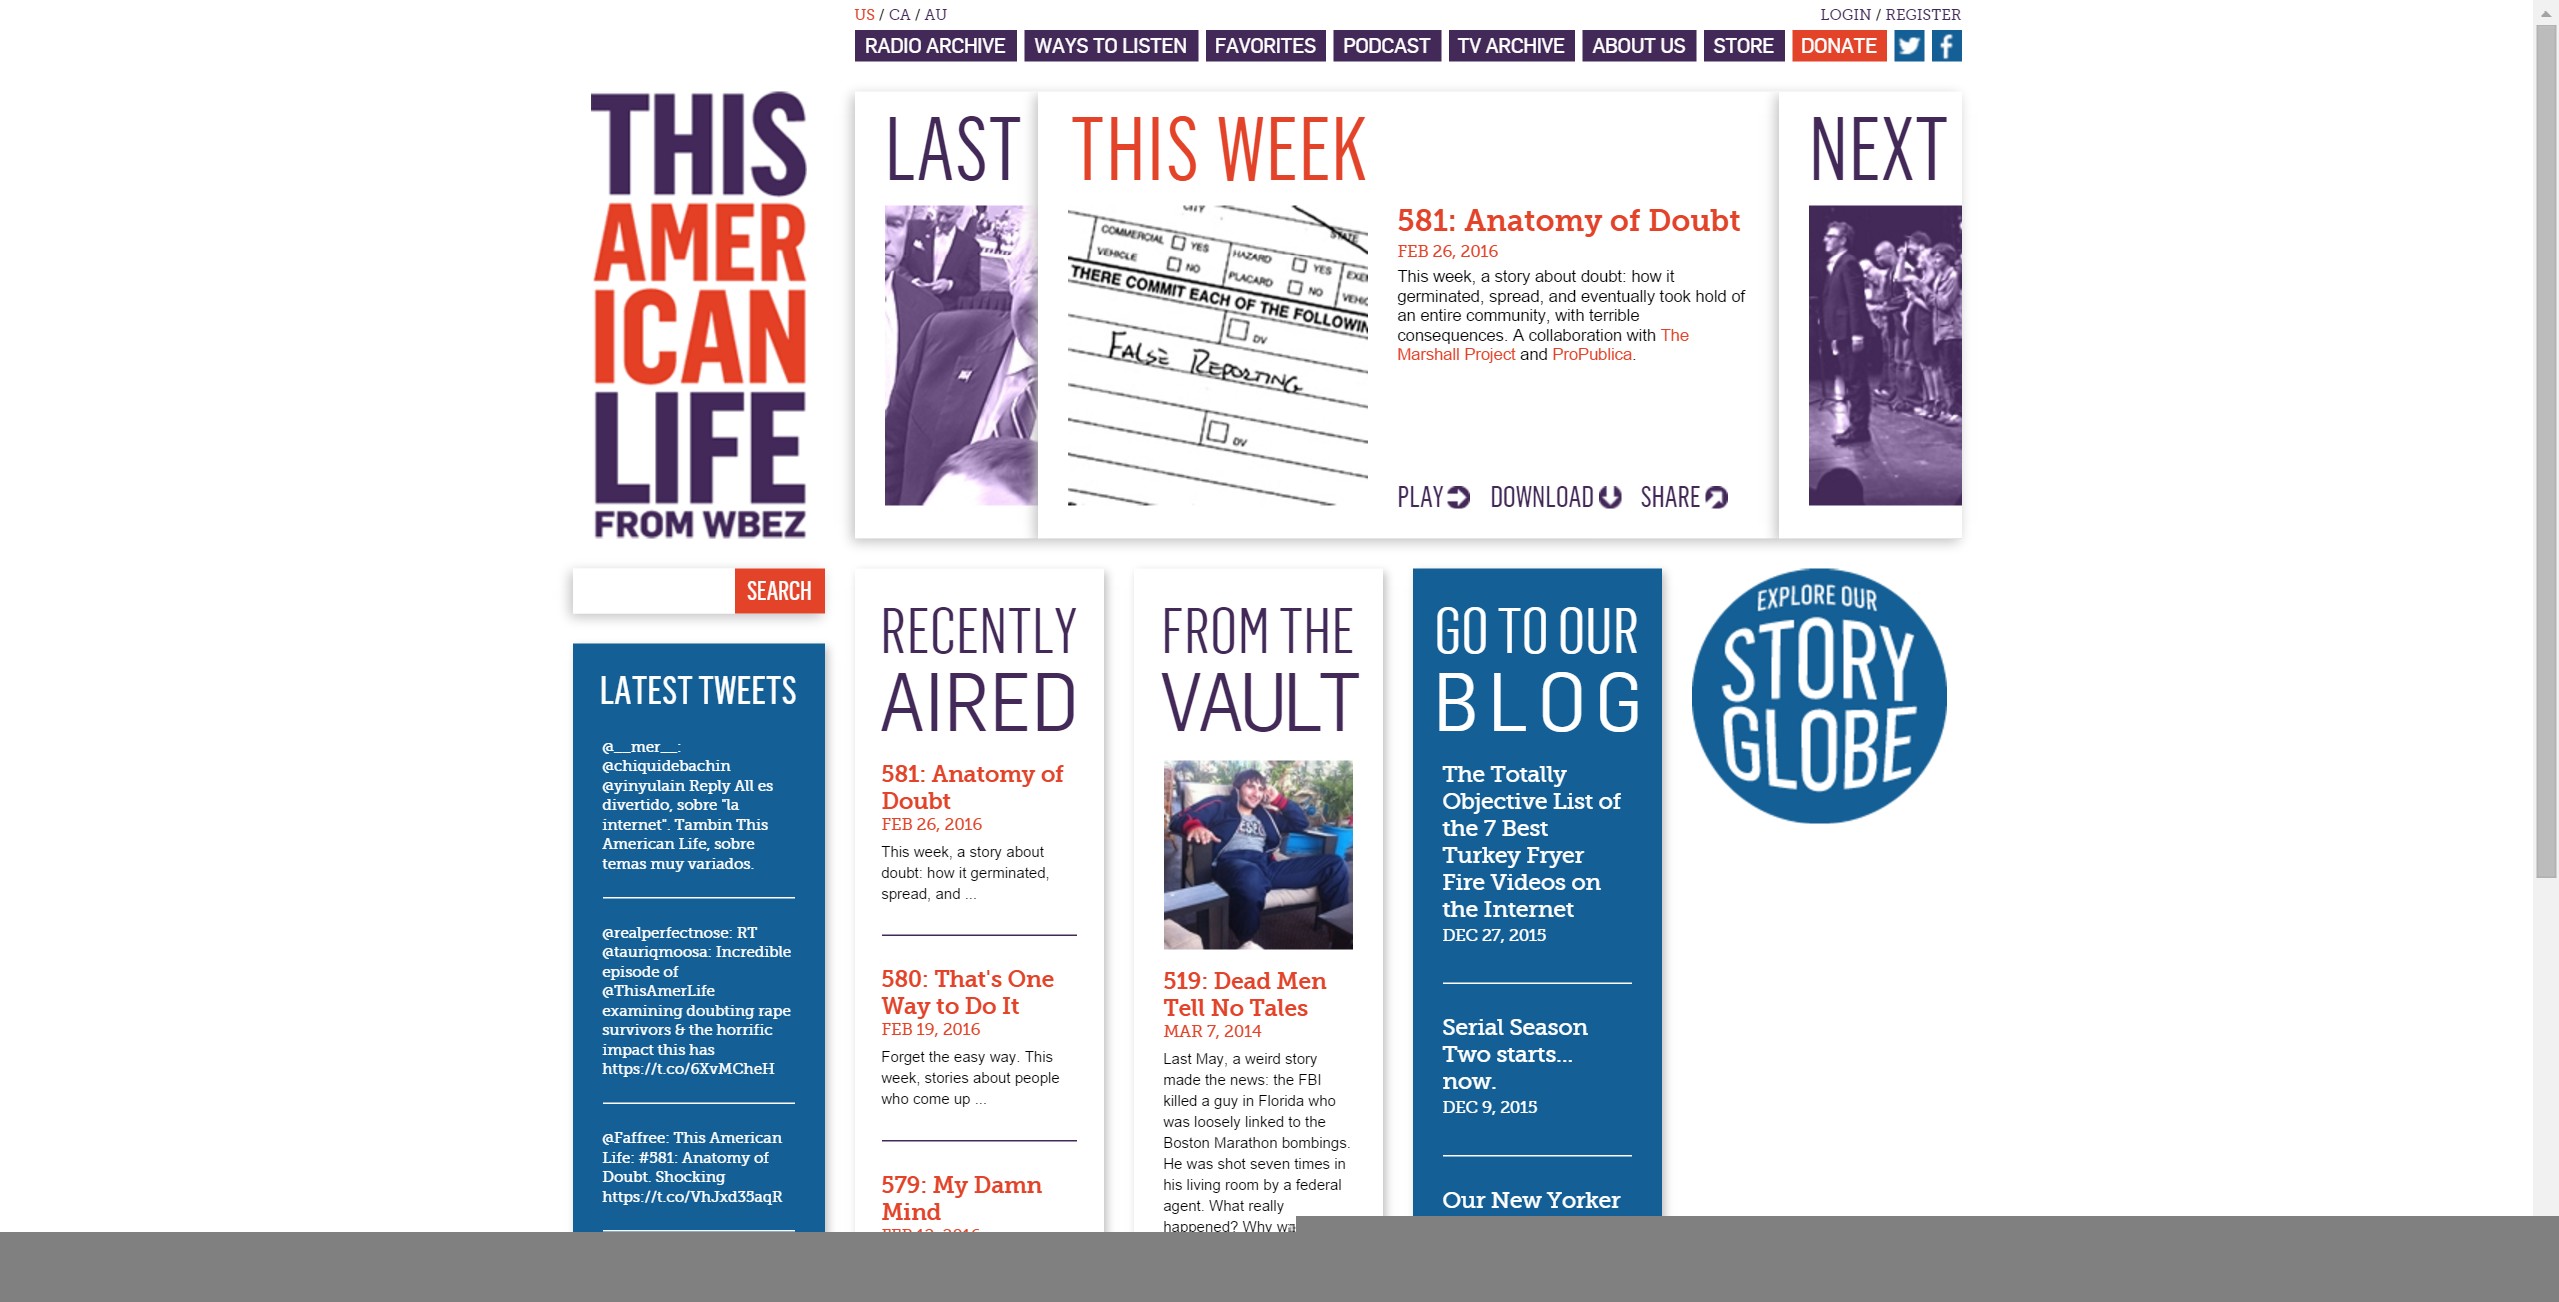 US / CA / AU
LOGIN / REGISTER
RADIO ARCHIVE
WAYS TO LISTEN
FAVORITES
PODCAST
TV ARCHIVE
ABOUT US
STORE
DONATE
THIS
AMER
ICAN
LIFE
FROM WBEZ
LAST
THIS WEEK
CITY
STATE
COMMERCIAL YES
VEHICLE NO
HAZARD YES
PLACARD NO
THERE COMMIT EACH OF THE FOLLOWIN
DV
FALSE REPORTING
DV
581: Anatomy of Doubt
FEB 26, 2016
This week, a story about doubt: how it
germinated, spread, and eventually took hold of
an entire community, with terrible
consequences. A collaboration with The
Marshall Project and ProPublica.
PLAY
DOWNLOAD
SHARE
NEXT
SEARCH
LATEST TWEETS
@__mer__:
@chiquidebachin
@yinyulain Reply All es
divertido, sobre "la
internet". Tambin This
American Life, sobre
temas muy variados.
@realperfectnose: RT
@tauriqmoosa: Incredible
episode of
@ThisAmerLife
examining doubting rape
survivors & the horrific
impact this has
https://t.co/6XvMCheH
@Faffree: This American
Life: #581: Anatomy of
Doubt. Shocking
https://t.co/VhJxd35aqR
RECENTLY
AIRED
581: Anatomy of
Doubt
FEB 26, 2016
This week, a story about
doubt: how it germinated,
spread, and ...
580: That's One
Way to Do It
FEB 19, 2016
Forget the easy way. This
week, stories about people
who come up ...
579: My Damn
Mind
FROM THE
VAULT
519: Dead Men
Tell No Tales
MAR 7, 2014
Last May, a weird story
made the news: the FBI
killed a guy in Florida who
was loosely linked to the
Boston Marathon bombings.
He was shot seven times in
his living room by a federal
agent. What really
happened? Why
GO TO OUR
BLOG
The Totally
Objective List of
the 7 Best
Turkey Fryer
Fire Videos on
the Internet
DEC 27, 2015
Serial Season
Two starts...
now.
DEC 9, 2015
Our New Yorker
EXPLORE OUR
STORY
GLOBE